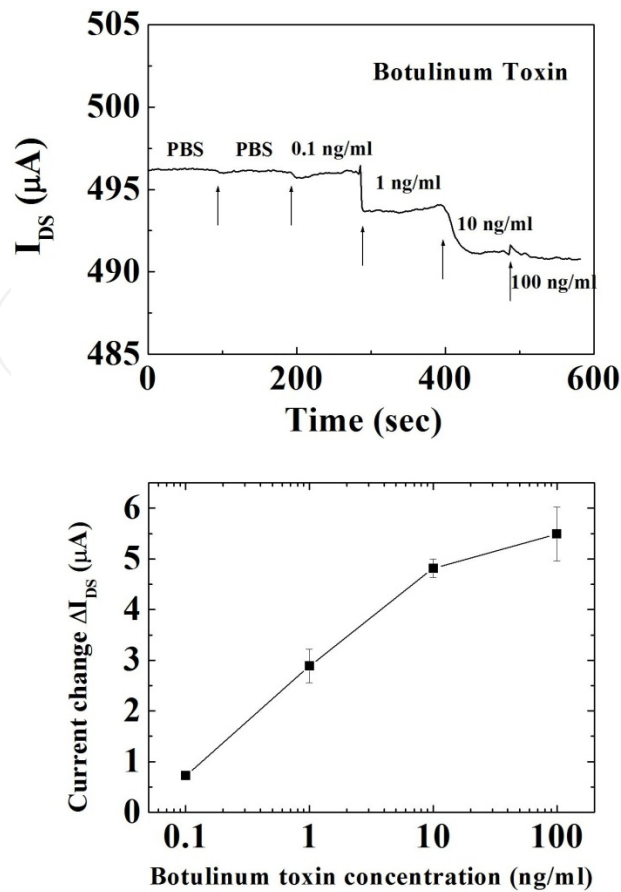 505
500
495
490
485
I_DS (μA)
Botulinum Toxin
PBS PBS 0.1 ng/ml
1 ng/ml
10 ng/ml
100 ng/ml
0 200 400 600
Time (sec)
6
5
4
3
2
1
0
Current change ΔI_DS (μA)
0.1 1 10 100
Botulinum toxin concentration (ng/ml)